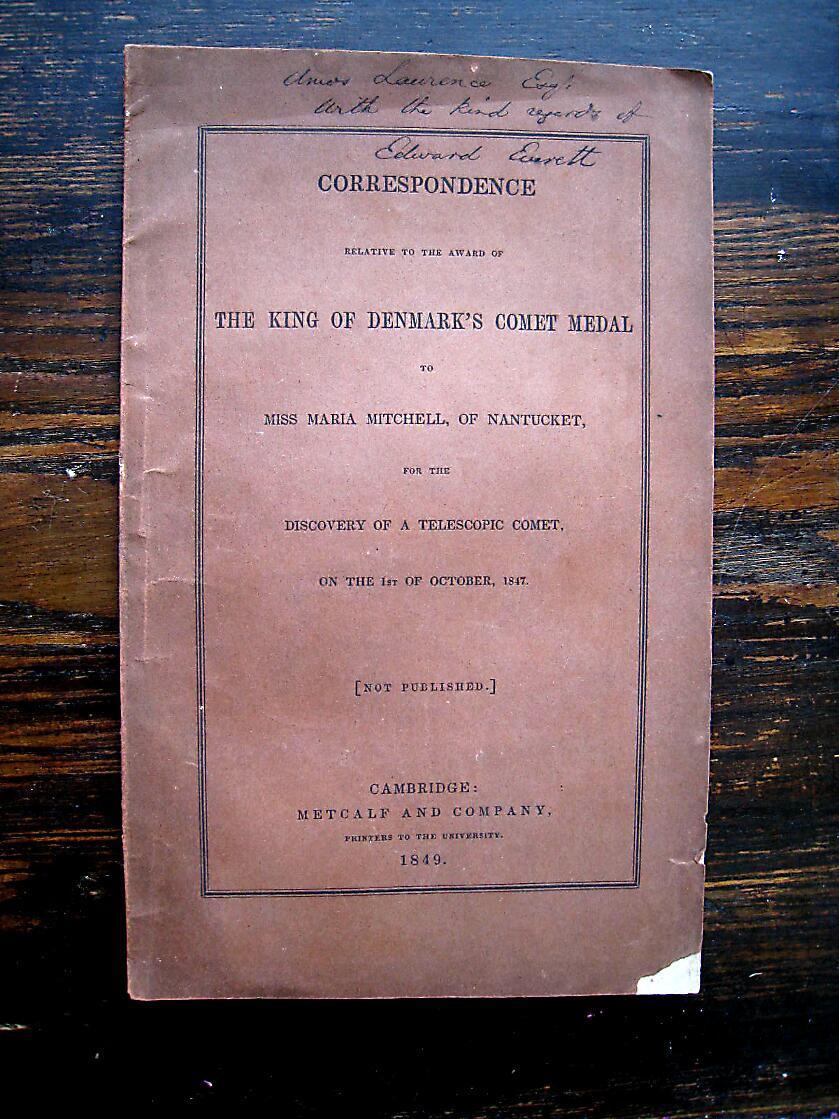 Amos Laurence Esqr.
With the kind regards of
Edward Everett
CORRESPONDENCE
RELATIVE TO THE AWARD OF
THE KING OF DENMARK'S COMET MEDAL
TO
MISS MARIA MITCHELL, OF NANTUCKET,
FOR THE
DISCOVERY OF A TELESCOPIC COMET,
ON THE 1ST OF OCTOBER, 1847.
[NOT PUBLISHED.]
CAMBRIDGE:
METCALF AND COMPANY,
PRINTERS TO THE UNIVERSITY.
1849.